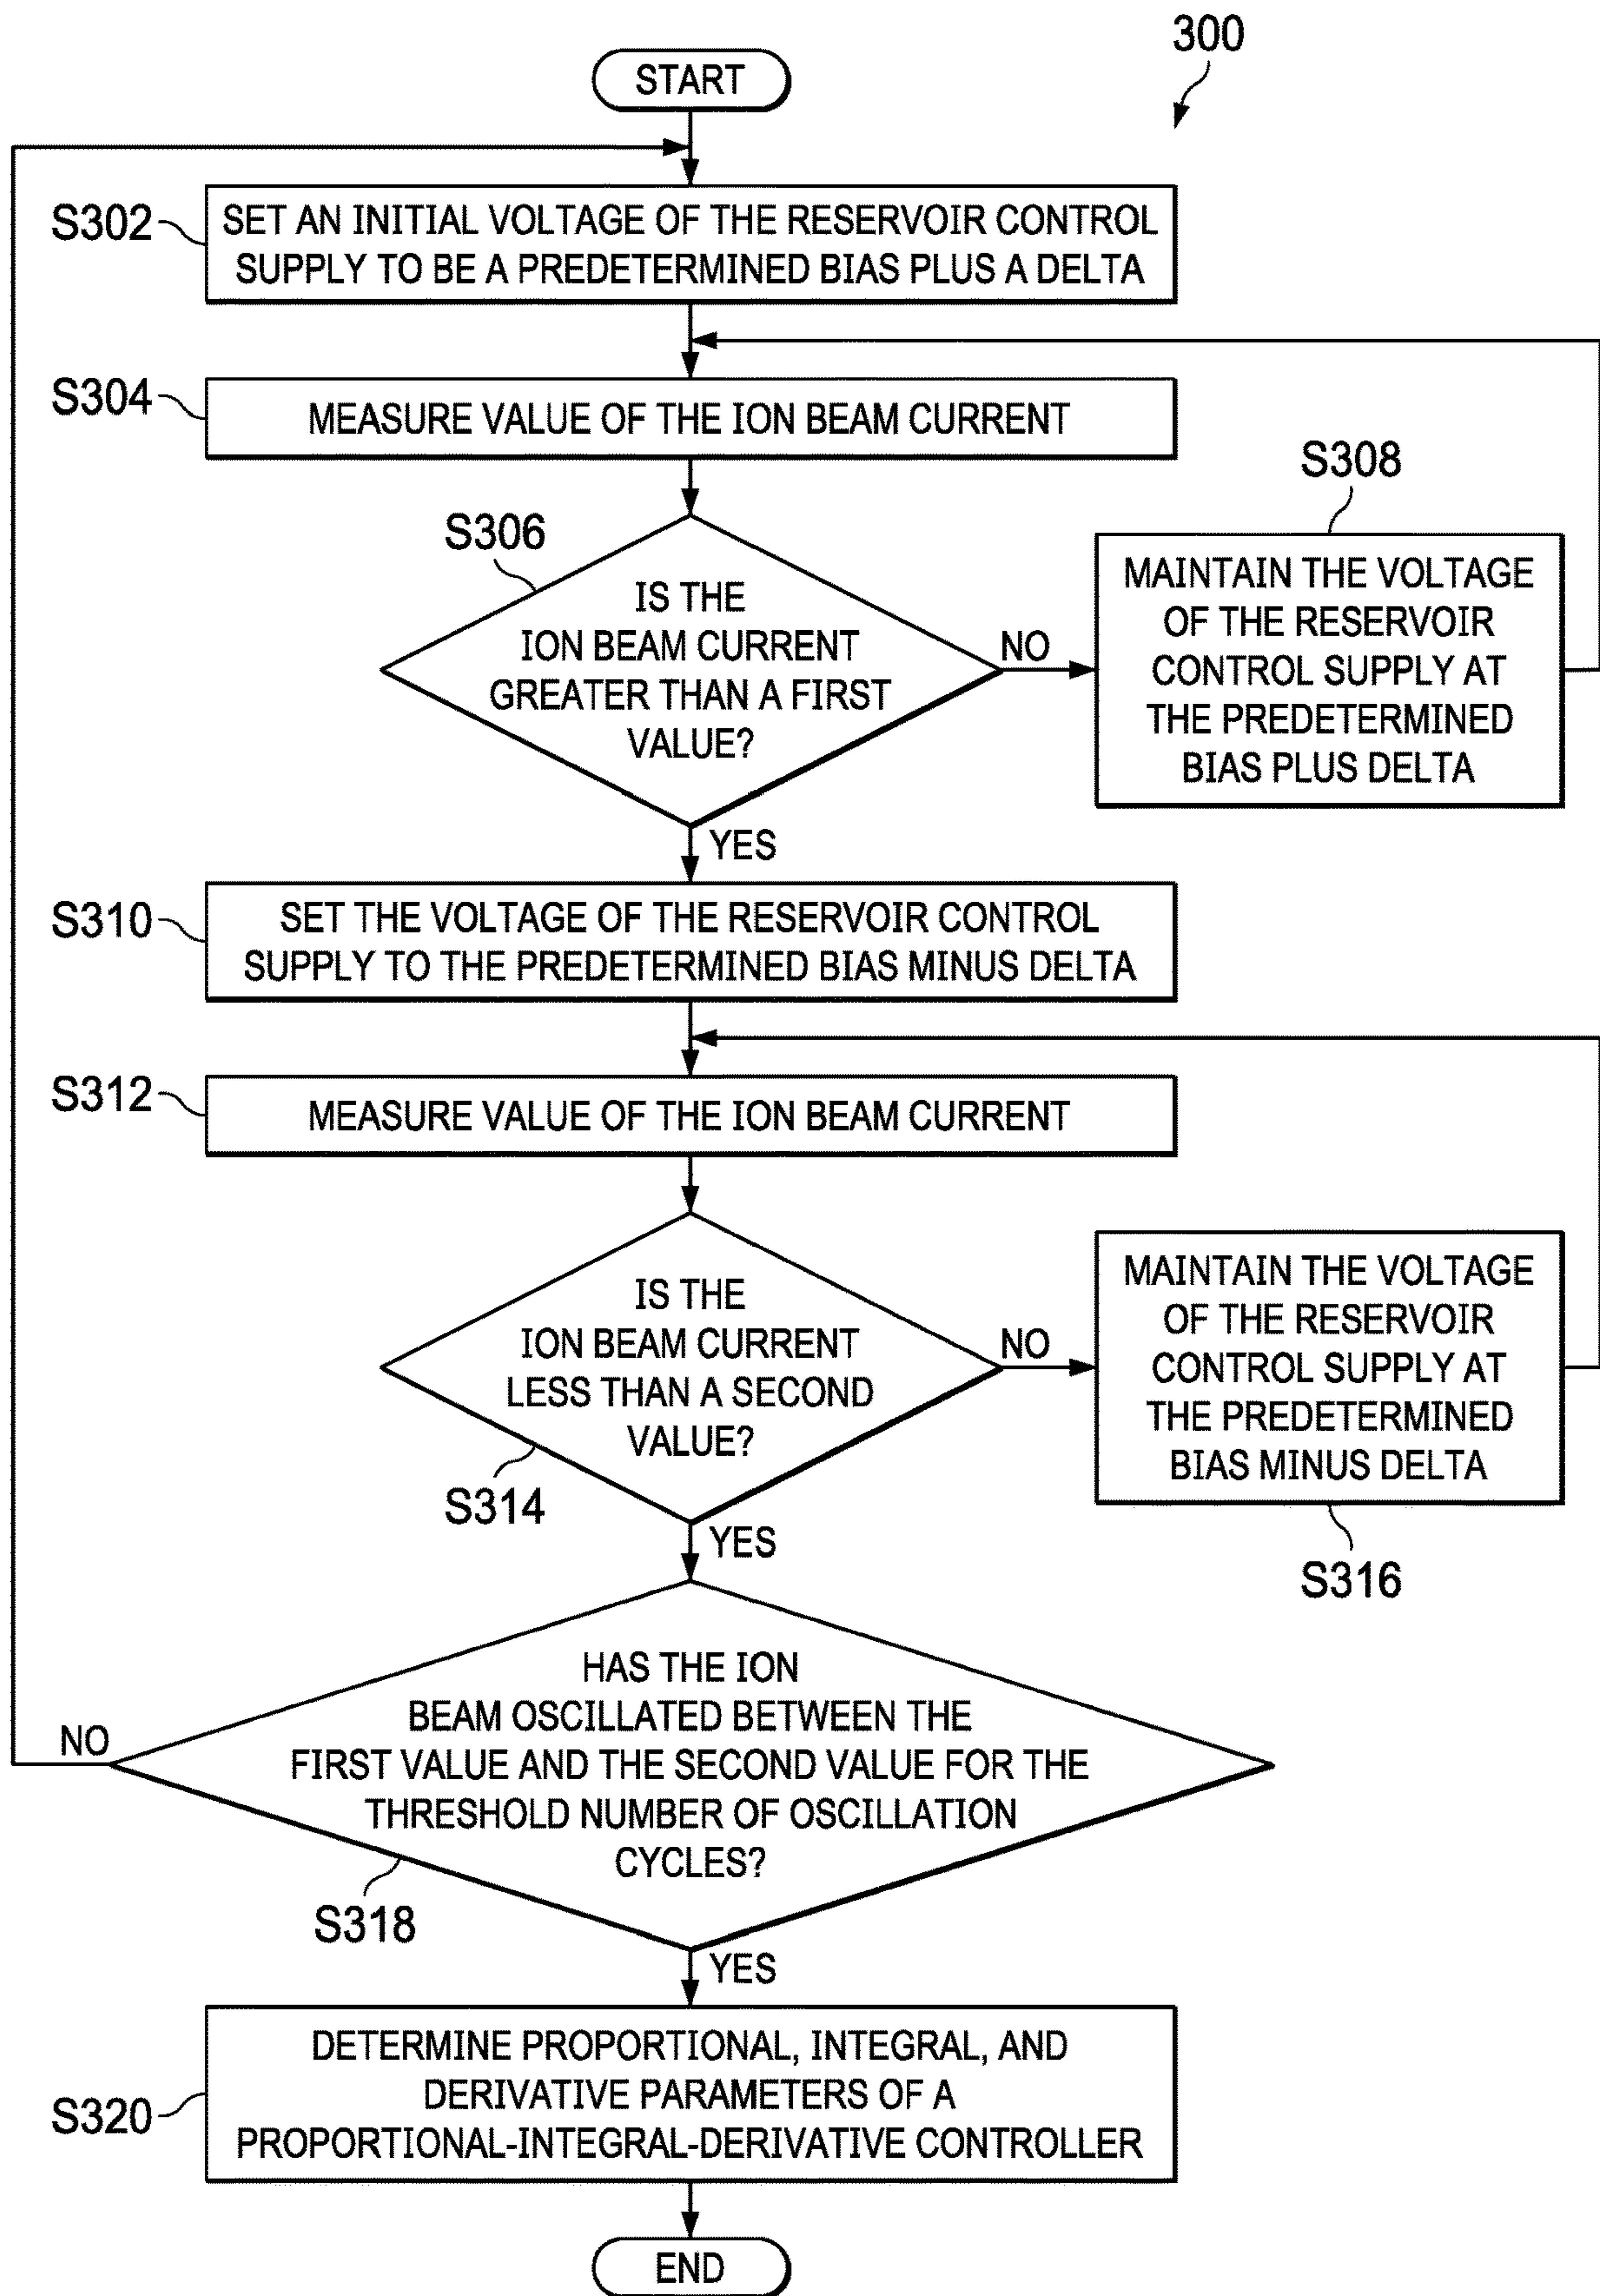 300
START
S302
SET AN INITIAL VOLTAGE OF THE RESERVOIR CONTROL
SUPPLY TO BE A PREDETERMINED BIAS PLUS A DELTA
S304
MEASURE VALUE OF THE ION BEAM CURRENT
S306
IS THE
ION BEAM CURRENT
GREATER THAN A FIRST
VALUE?
NO
S308
MAINTAIN THE VOLTAGE
OF THE RESERVOIR
CONTROL SUPPLY AT
THE PREDETERMINED
BIAS PLUS DELTA
YES
S310
SET THE VOLTAGE OF THE RESERVOIR CONTROL
SUPPLY TO THE PREDETERMINED BIAS MINUS DELTA
S312
MEASURE VALUE OF THE ION BEAM CURRENT
IS THE
ION BEAM CURRENT
LESS THAN A SECOND
VALUE?
S314
NO
MAINTAIN THE VOLTAGE
OF THE RESERVOIR
CONTROL SUPPLY AT
THE PREDETERMINED
BIAS MINUS DELTA
S316
YES
HAS THE ION
BEAM OSCILLATED BETWEEN THE
FIRST VALUE AND THE SECOND VALUE FOR THE
THRESHOLD NUMBER OF OSCILLATION
CYCLES?
NO
S318
YES
S320
DETERMINE PROPORTIONAL, INTEGRAL, AND
DERIVATIVE PARAMETERS OF A
PROPORTIONAL-INTEGRAL-DERIVATIVE CONTROLLER
END